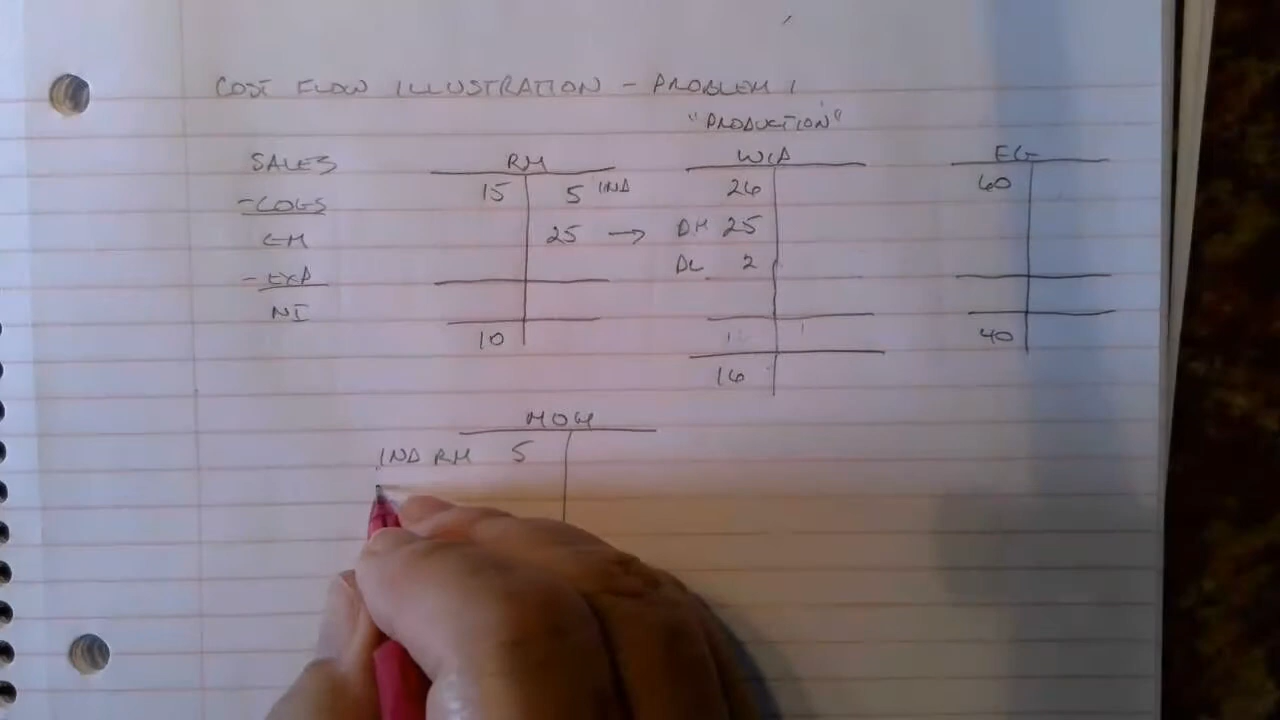 COST FLOW ILLUSTRATION - PROBLEM 1
"PRODUCTION"
SALES RM WIP FG
15 5 IND 26 60
-COGS
GM 25 → DM 25
-EXP DL 2
NI
10 40
16
MOH
IND RM 5